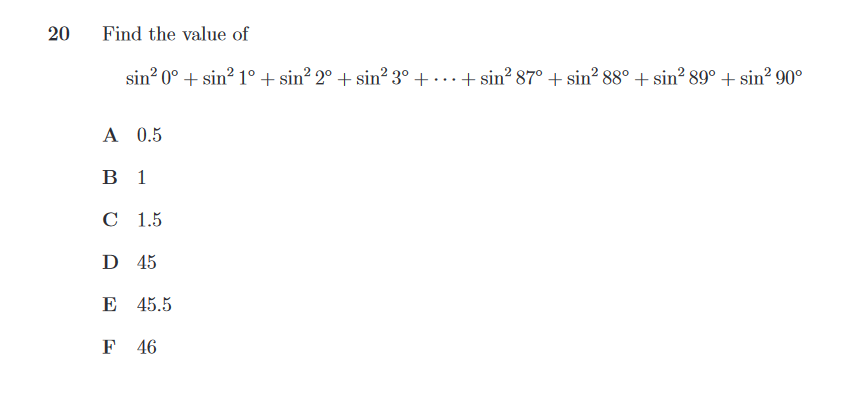 20 Find the value of
sin² 0° + sin² 1° + sin² 2° + sin² 3° + ··· + sin² 87° + sin² 88° + sin² 89° + sin² 90°
A 0.5
B 1
C 1.5
D 45
E 45.5
F 46